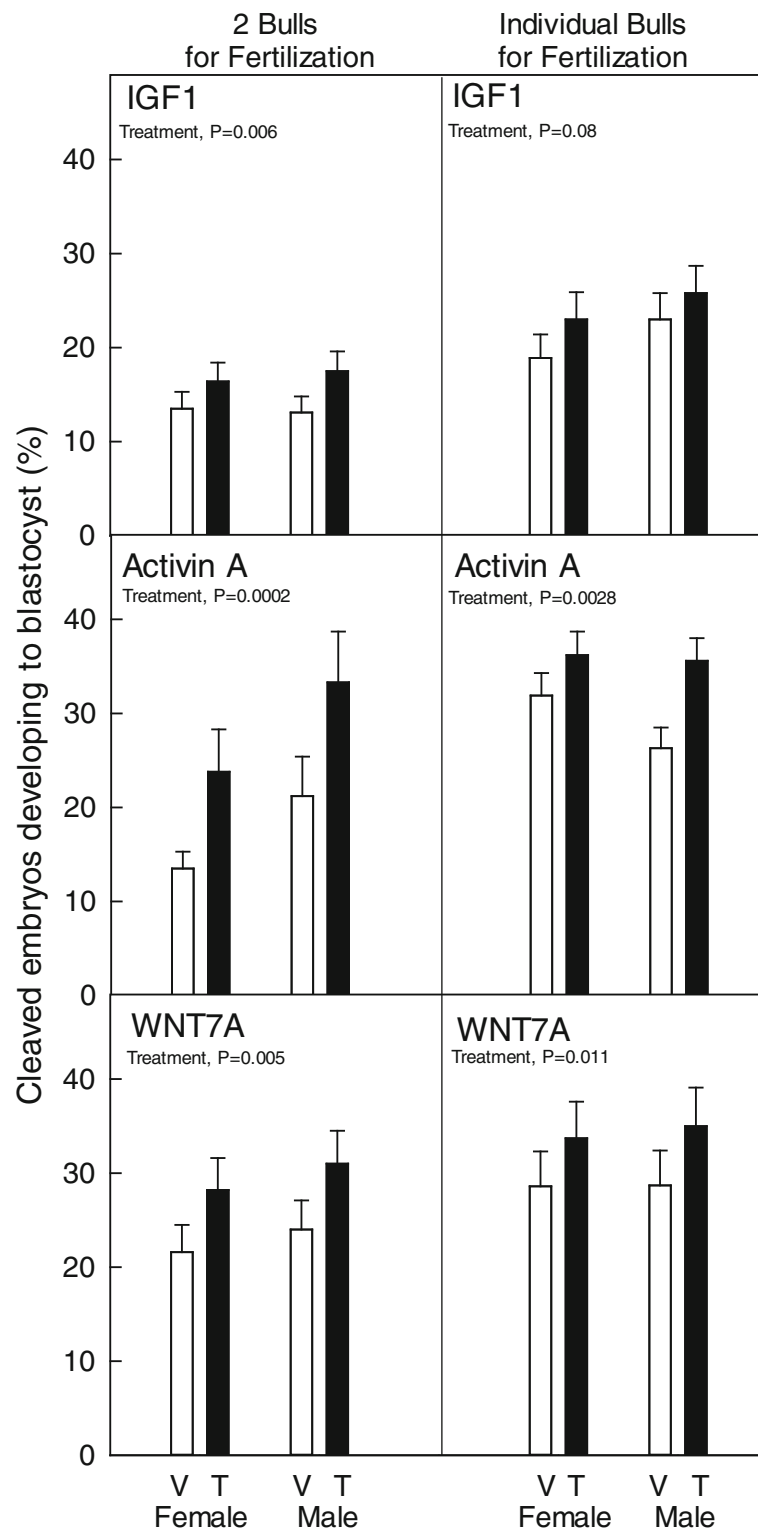 2 Bulls
for Fertilization
Individual Bulls
for Fertilization
Cleaved embryos developing to blastocyst (%)
IGF1
Treatment, P=0.006
40
30
20
10
0
IGF1
Treatment, P=0.08
Activin A
Treatment, P=0.0002
40
30
20
10
0
Activin A
Treatment, P=0.0028
WNT7A
Treatment, P=0.005
40
30
20
10
0
WNT7A
Treatment, P=0.011
V T V T V T V T
Female Male Female Male